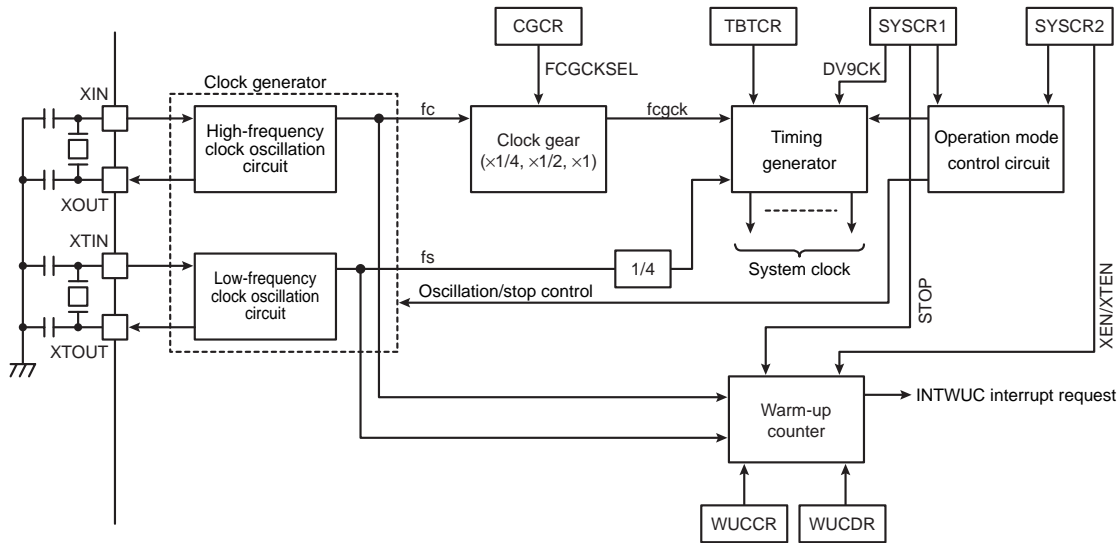 CGCR
TBTCR
SYSCR1
SYSCR2
FCGCKSEL
DV9CK
Clock generator
XIN
High-frequency
clock oscillation
circuit
fc
Clock gear
(×1/4, ×1/2, ×1)
fcgck
Timing
generator
Operation mode
control circuit
XOUT
XTIN
Low-frequency
clock oscillation
circuit
fs
1/4
System clock
Oscillation/stop control
STOP
XEN/XTEN
XTOUT
Warm-up
counter
INTWUC interrupt request
WUCCR
WUCDR